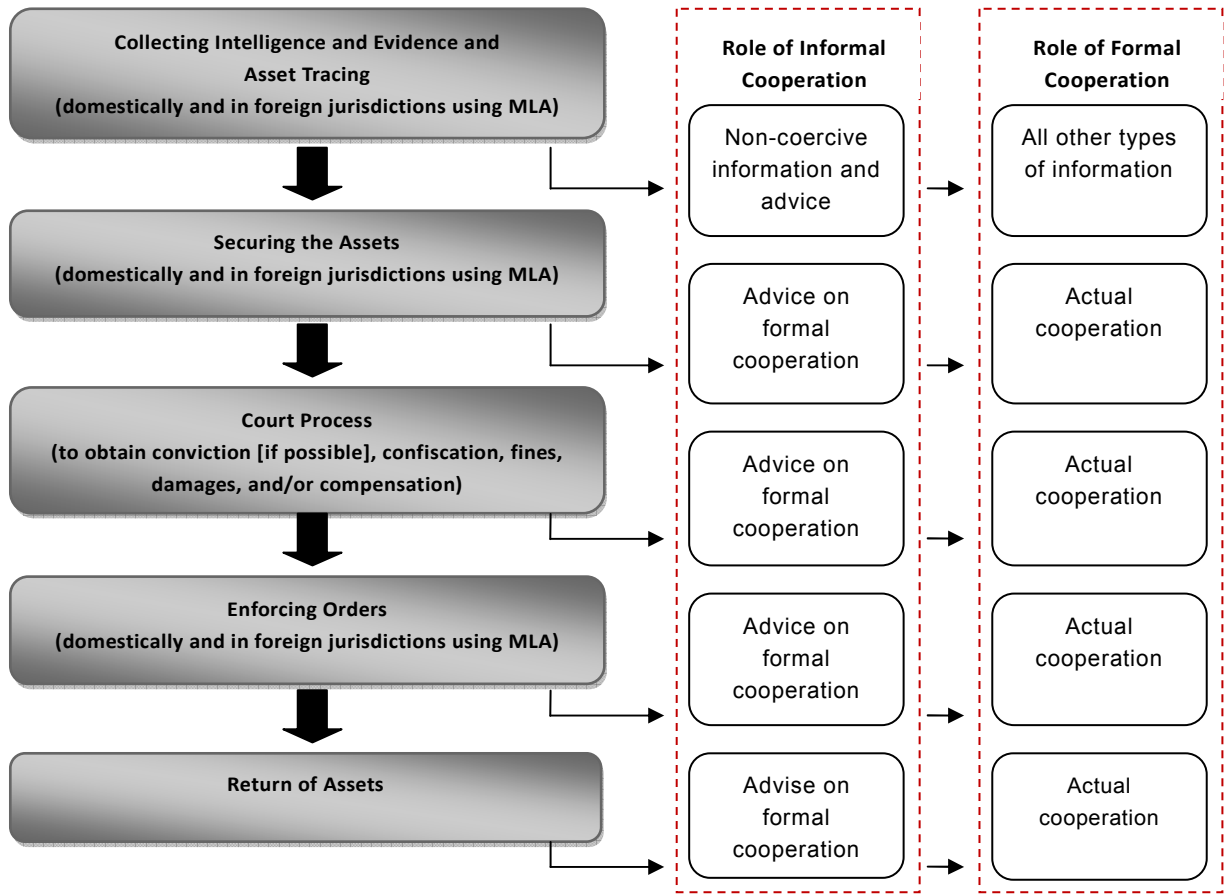 Collecting Intelligence and Evidence and
Asset Tracing
(domestically and in foreign jurisdictions using MLA)
Securing the Assets
(domestically and in foreign jurisdictions using MLA)
Court Process
(to obtain conviction [if possible], confiscation, fines,
damages, and/or compensation)
Enforcing Orders
(domestically and in foreign jurisdictions using MLA)
Return of Assets
Role of Informal
Cooperation
Non-coercive
information and
advice
Advice on
formal
cooperation
Advice on
formal
cooperation
Advice on
formal
cooperation
Advise on
formal
cooperation
Role of Formal
Cooperation
All other types
of information
Actual
cooperation
Actual
cooperation
Actual
cooperation
Actual
cooperation